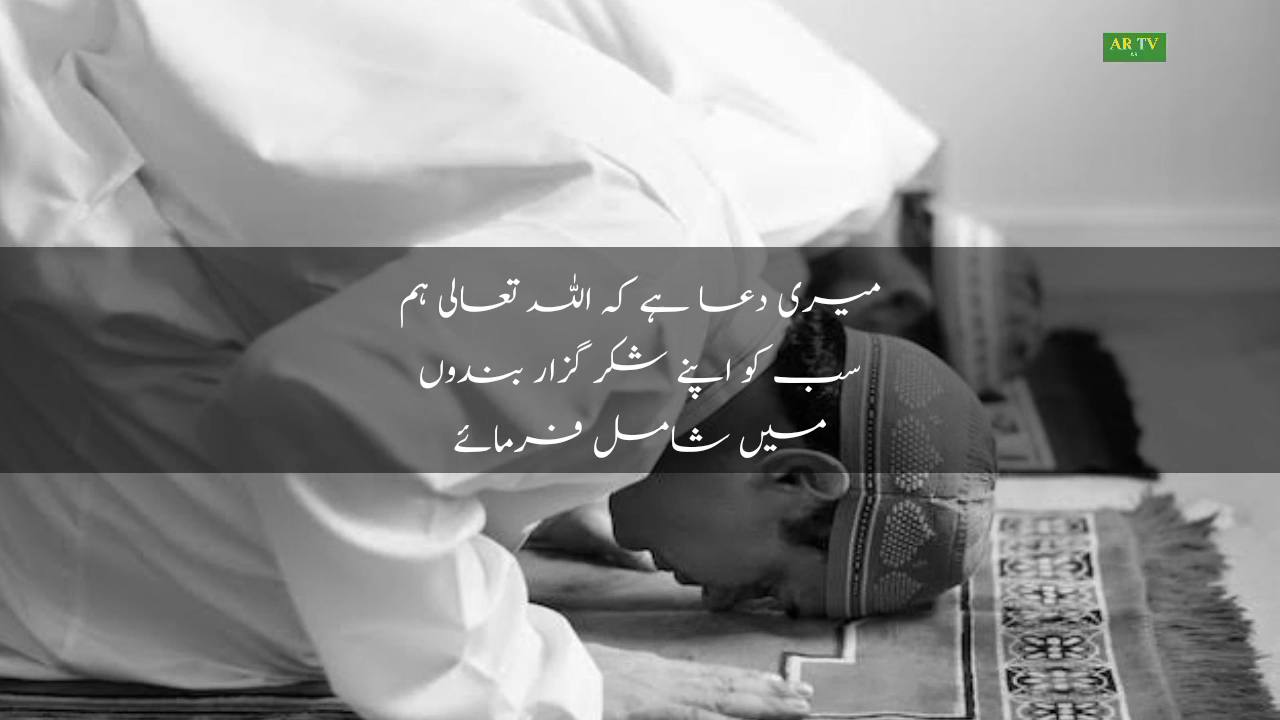 AR TV
میری دعا ہے کہ اللہ تعالی ہم
سب کو اپنے شکر گزار بندوں
میں شامل فرمائے